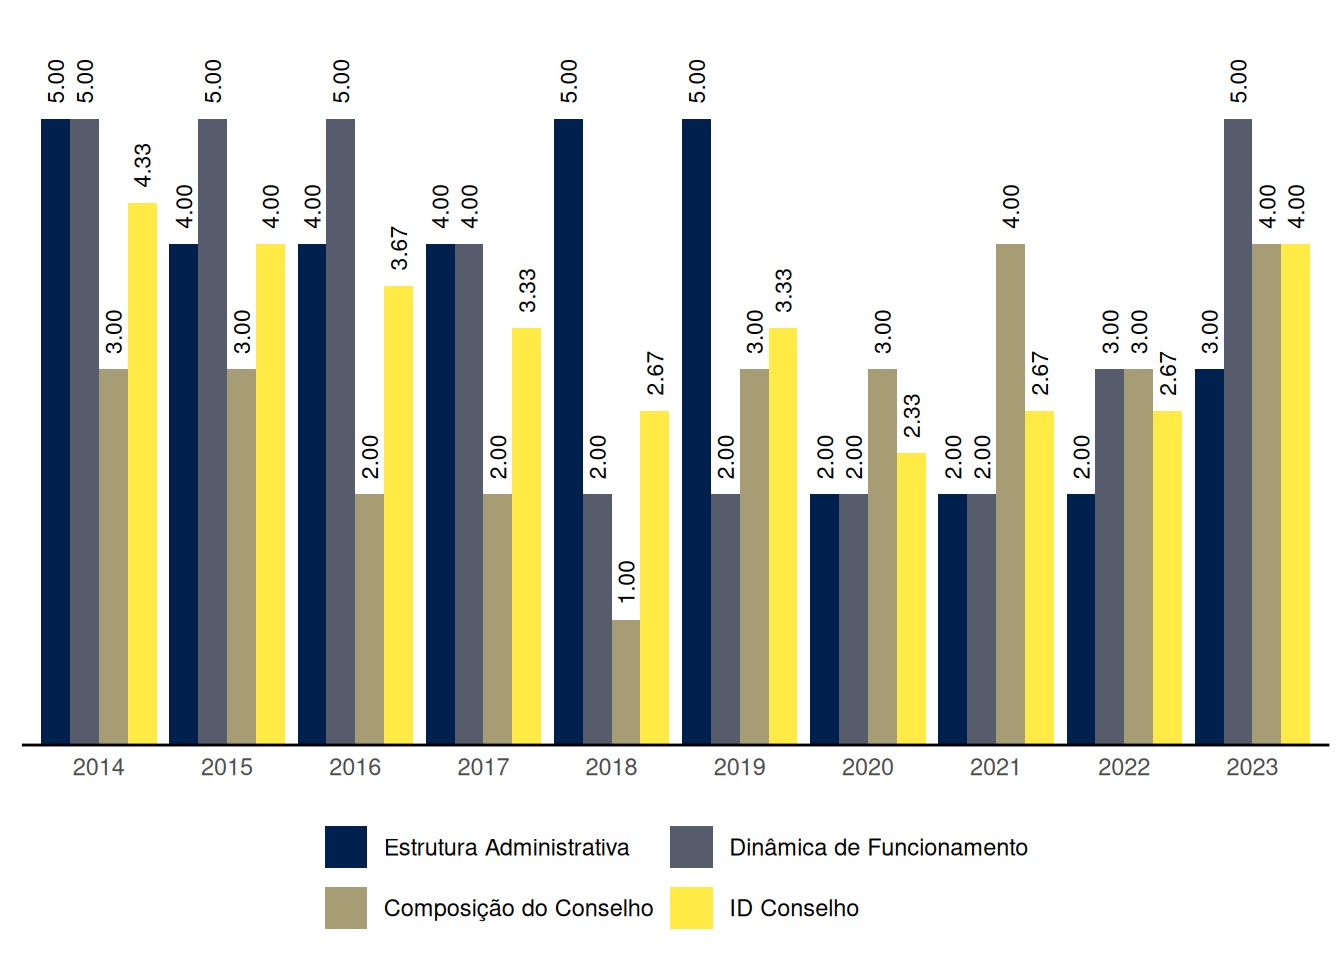 5.00 5.00 3.00 4.33
4.00 5.00 3.00 4.00
4.00 5.00 2.00 3.67
4.00 4.00 2.00 3.33
5.00 2.00 1.00 2.67
5.00 2.00 3.00 3.33
2.00 2.00 3.00 2.33
2.00 2.00 4.00 2.67
2.00 3.00 3.00 2.67
3.00 5.00 4.00 4.00
2014 2015 2016 2017 2018 2019 2020 2021 2022 2023
Estrutura Administrativa Dinâmica de Funcionamento
Composição do Conselho ID Conselho